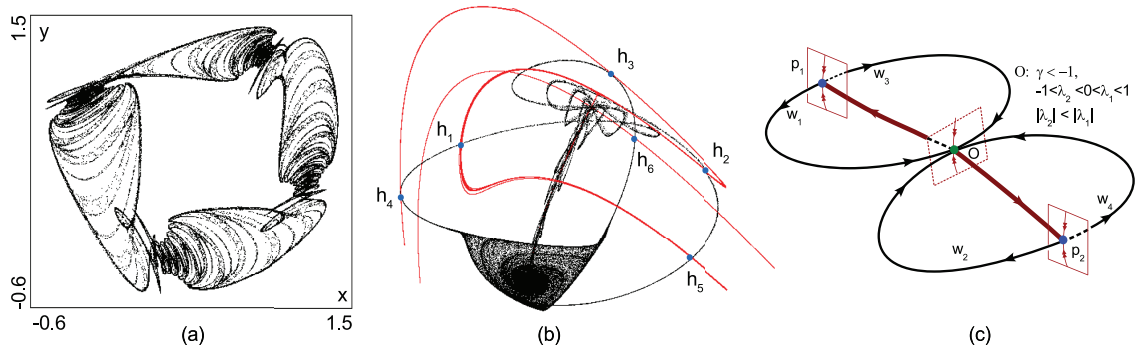 1.5
y
-0.6
x
-0.6
1.5
(a)
h₃
h₁
h₆
h₂
h₄
h₅
(b)
O: γ < -1,
-1<λ₂ <0<λ₁<1
|λ₂| < |λ₁|
p₁
w₃
w₁
O
w₄
w₂
p₂
(c)